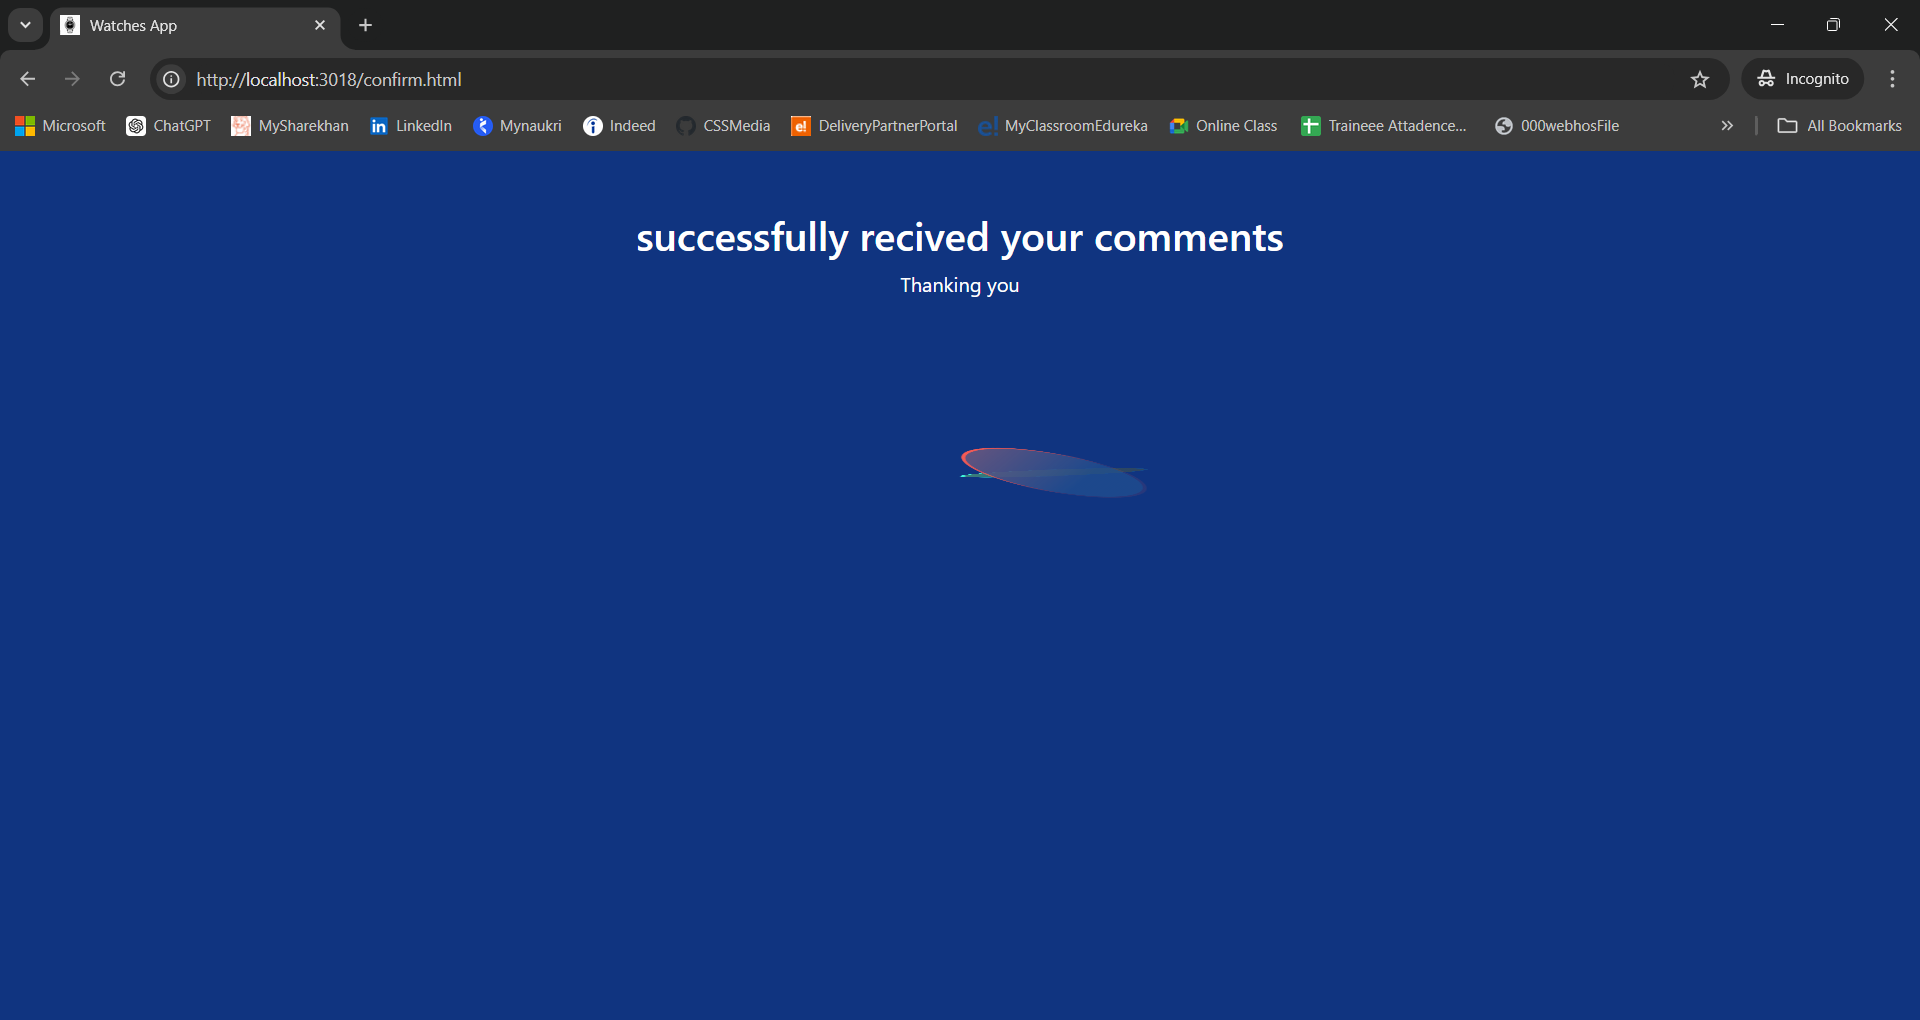 Watches App
http://localhost:3018/confirm.html
Incognito
Microsoft ChatGPT MySharekhan LinkedIn Mynaukri Indeed CSSMedia DeliveryPartnerPortal MyClassroomEdureka Online Class Traineee Attadence... 000webhosFile » All Bookmarks
successfully recived your comments
Thanking you